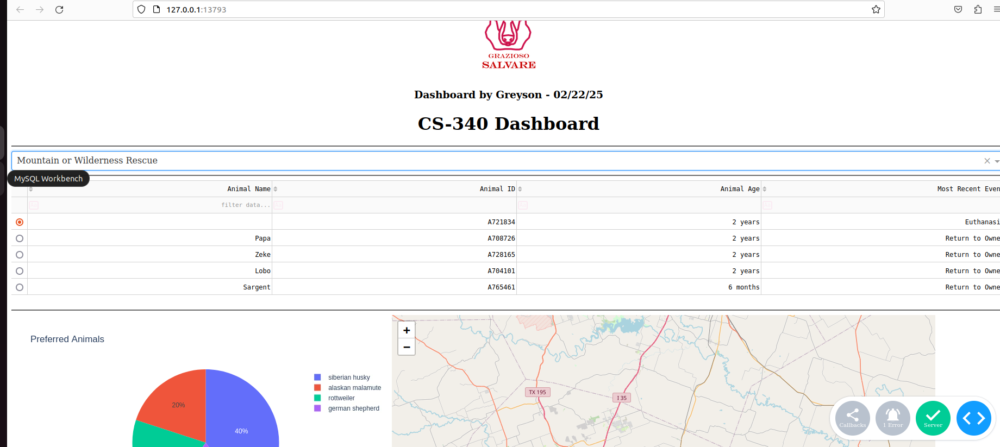 127.0.0.1:13793
GRAZIOSO
SALVARE
Dashboard by Greyson - 02/22/25
CS-340 Dashboard
Mountain or Wilderness Rescue
MySQL Workbench
Animal Name Animal ID Animal Age Most Recent Even
filter data...
A721834 2 years Euthanasi
Papa A708726 2 years Return to Owne
Zeke A728165 2 years Return to Owne
Lobo A704101 2 years Return to Owne
Sargent A765461 6 months Return to Owne
Preferred Animals
siberian husky
alaskan malamute
rottweiler
german shepherd
20%
40%
+
−
TX 195
I 35
Callbacks
1 Error
Server